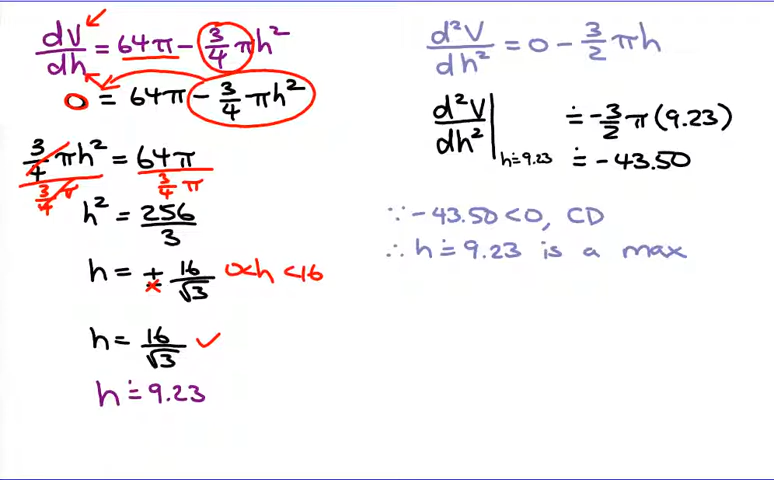 dV/dh = 64π - 3/4 πh²
0 = 64π - 3/4 πh²
3/4 πh² / 3/4 π = 64π / 3/4 π
h² = 256/3
h = ± 16/√3 0<h<16
h = 16/√3 ✓
h ≐ 9.23
d²V/dh² = 0 - 3/2 πh
d²V/dh² |h≐9.23 ≐ -3/2 π(9.23)
≐ -43.50
∵ -43.50 < 0, CD
∴ h ≐ 9.23 is a max